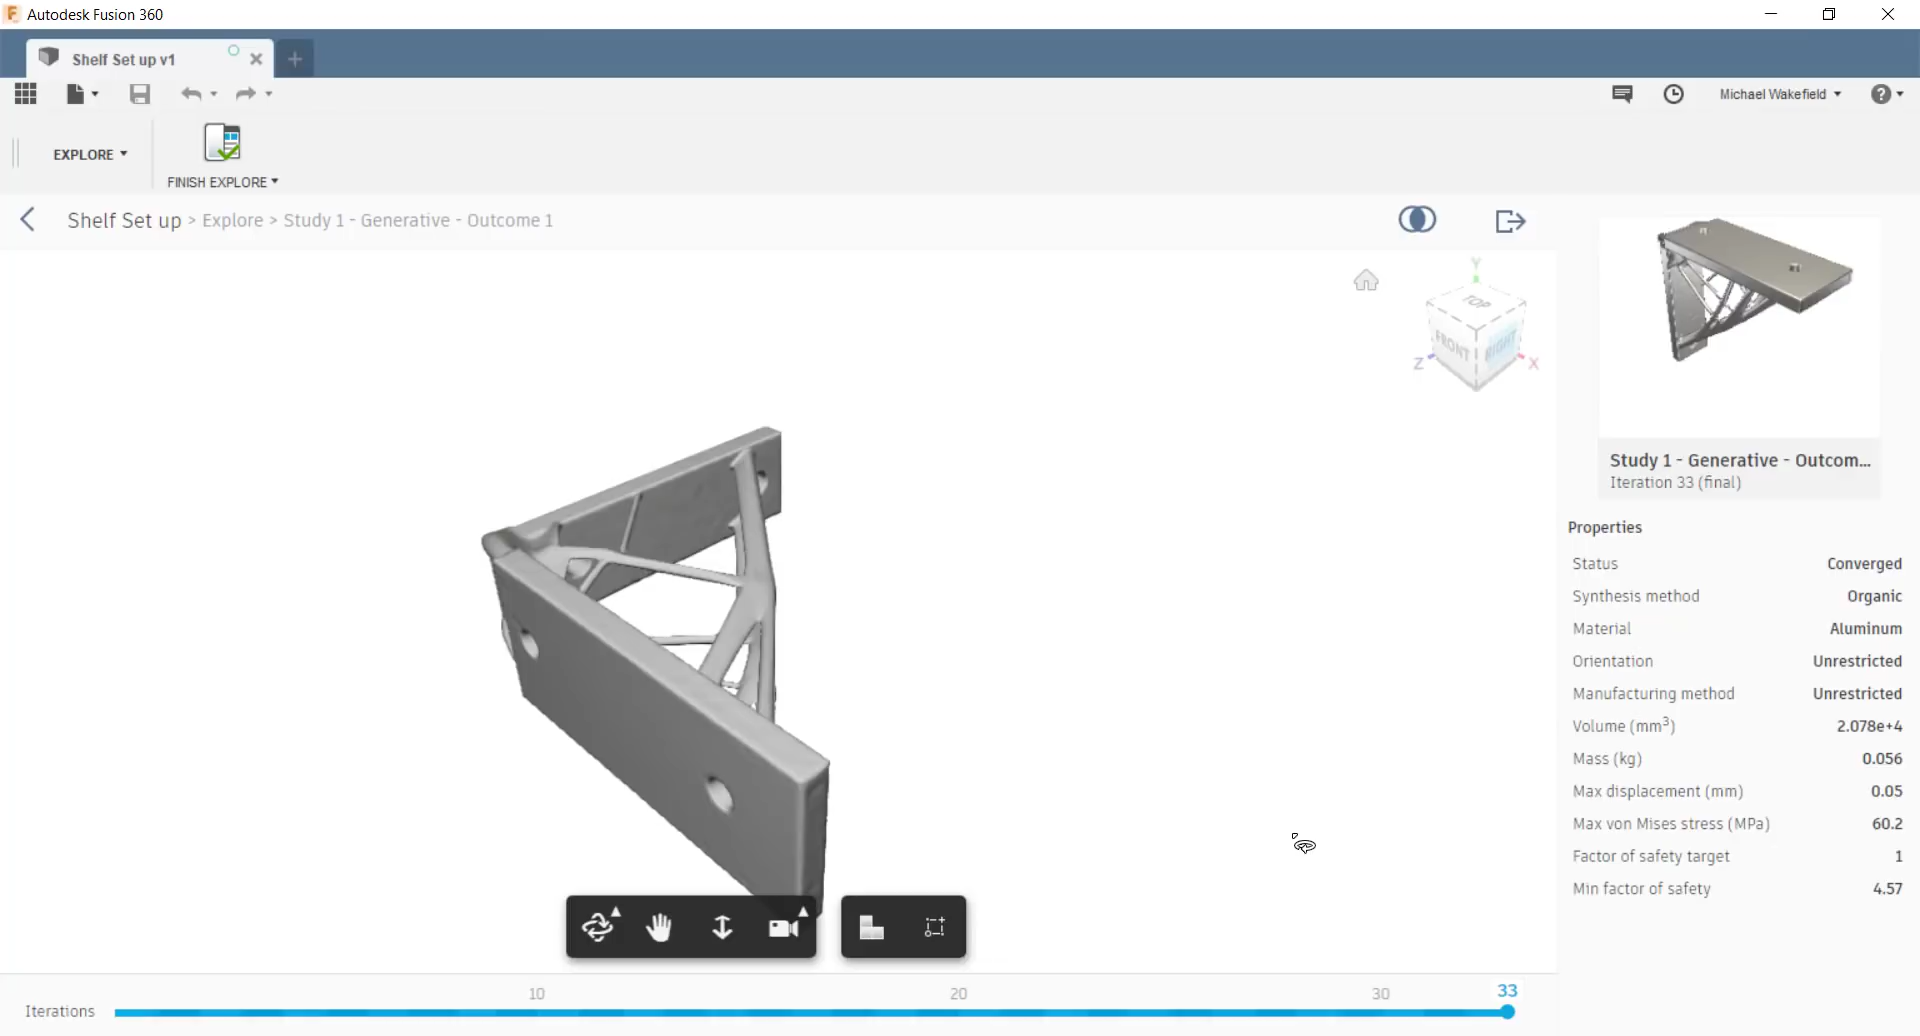 Autodesk Fusion 360
Shelf Set up v1
Michael Wakefield
EXPLORE
FINISH EXPLORE
Shelf Set up > Explore > Study 1 - Generative - Outcome 1
Y
TOP
FRONT
RIGHT
Z
X
Study 1 - Generative - Outcom...
Iteration 33 (final)
Properties
Status Converged
Synthesis method Organic
Material Aluminum
Orientation Unrestricted
Manufacturing method Unrestricted
Volume (mm³) 2.078e+4
Mass (kg) 0.056
Max displacement (mm) 0.05
Max von Mises stress (MPa) 60.2
Factor of safety target 1
Min factor of safety 4.57
10 20 30 33
Iterations